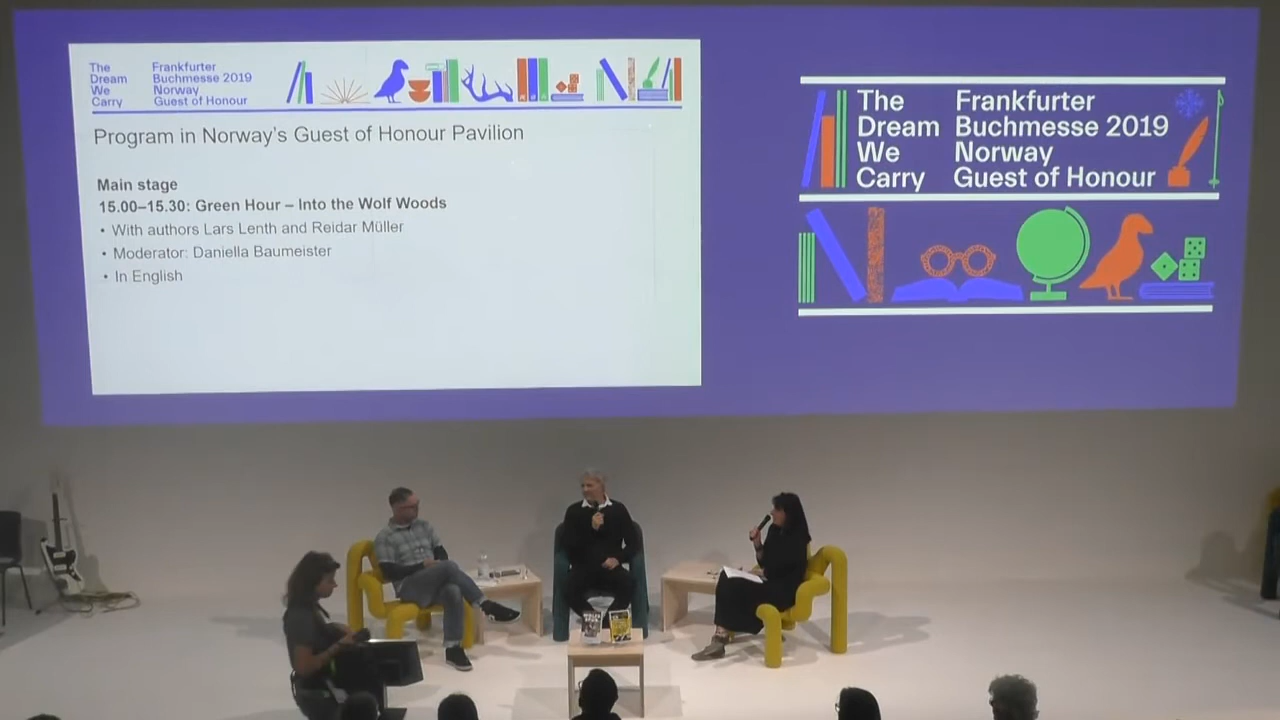 The Dream We Carry
Frankfurter Buchmesse 2019 Norway Guest of Honour
Program in Norway's Guest of Honour Pavilion
Main stage
15.00–15.30: Green Hour – Into the Wolf Woods
• With authors Lars Lenth and Reidar Müller
• Moderator: Daniella Baumeister
• In English
The Dream We Carry
Frankfurter Buchmesse 2019 Norway Guest of Honour